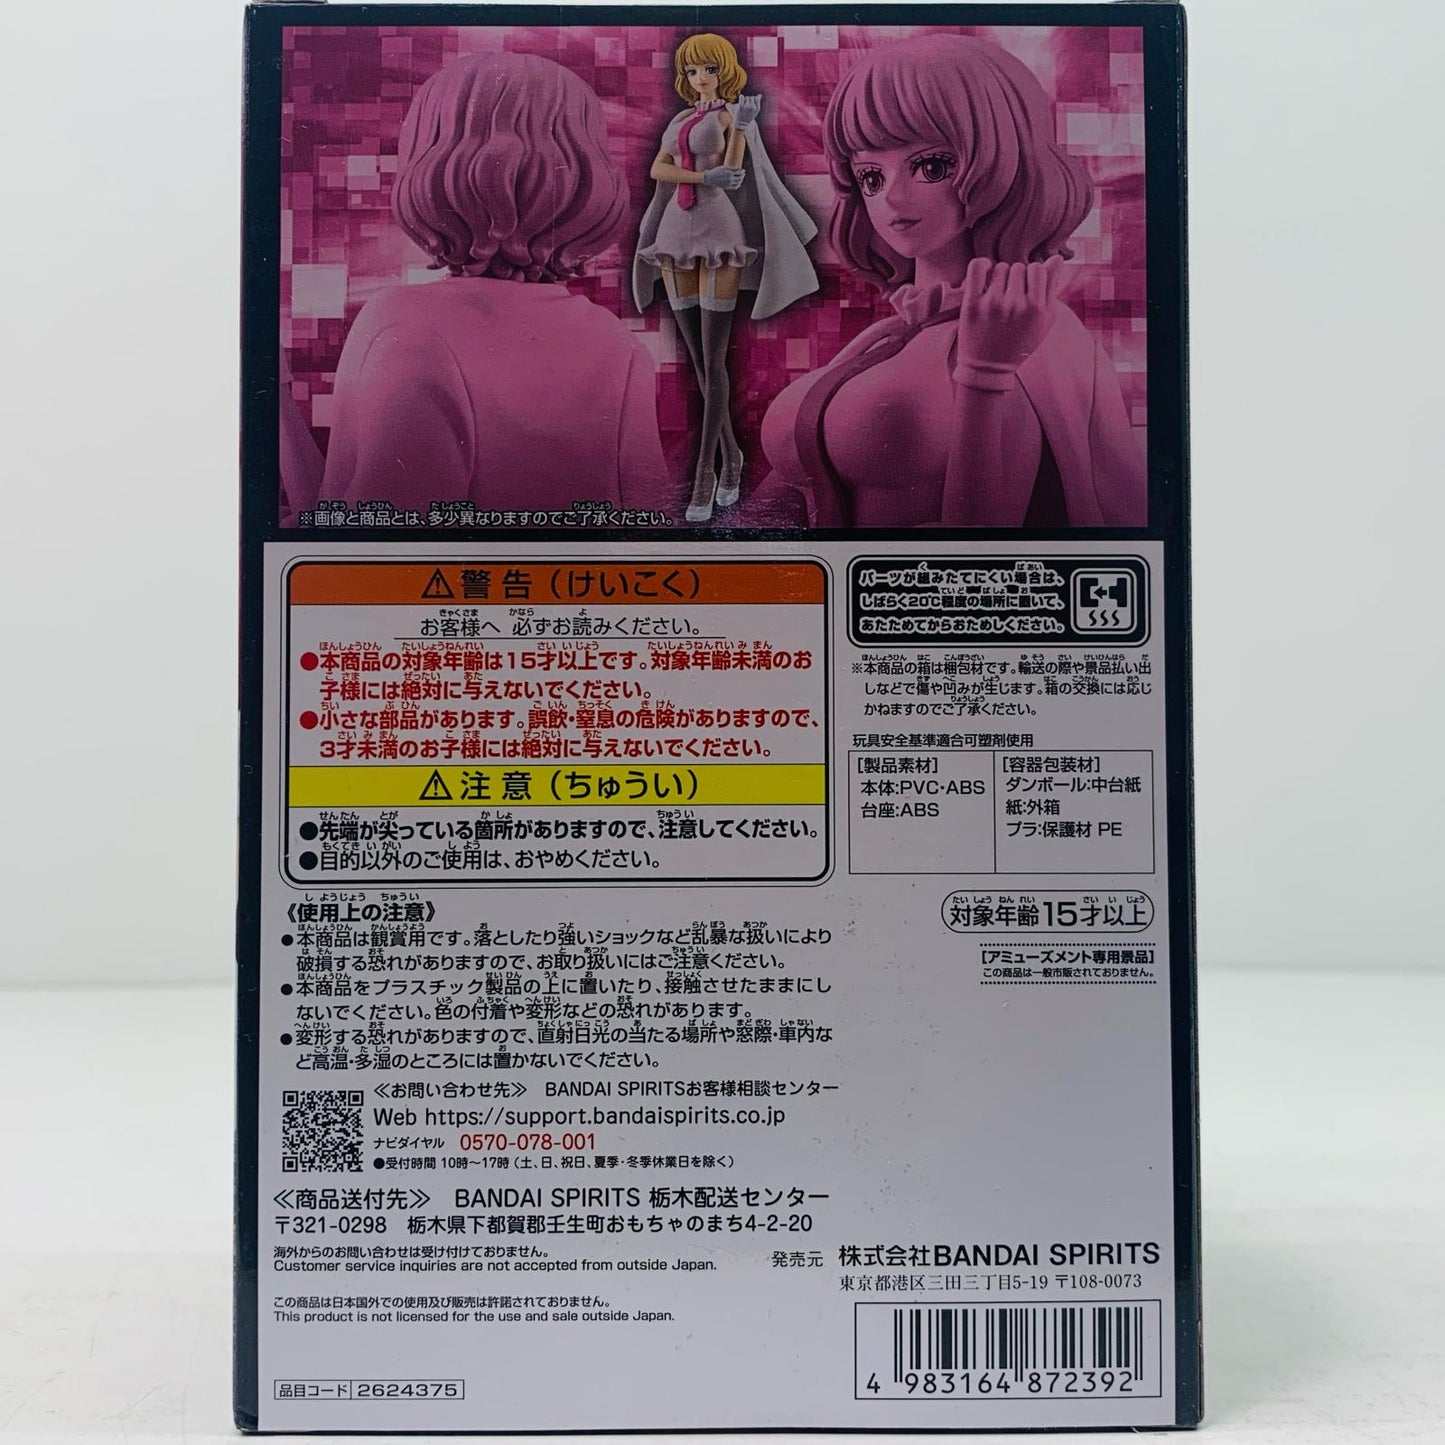 ※画像と商品とは、多少異なりますのでご了承ください。
⚠警告（けいこく）
お客様へ 必ずお読みください。
●本商品の対象年齢は15才以上です。対象年齢未満のお
子様には絶対に与えないでください。
●小さな部品があります。誤飲・窒息の危険がありますので、
3才未満のお子様には絶対に与えないでください。
⚠注意（ちゅうい）
●先端が尖っている箇所がありますので、注意してください。
●目的以外のご使用は、おやめください。
パーツが組みたてにくい場合は、
しばらく20℃程度の場所に置いて、
あたためてからおためしください。
※本商品の箱は梱包材です。輸送の際や景品払い出
しなどで傷や凹みが生じます。箱の交換には応じ
かねますのでご了承ください。
玩具安全基準適合可塑剤使用
[製品素材]
本体:PVC・ABS
台座:ABS
[容器包装材]
ダンボール:中台紙
紙:外箱
プラ:保護材 PE
対象年齢15才以上
[アミューズメント専用景品]
この商品は一般市販されておりません。
《使用上の注意》
●本商品は観賞用です。落としたり強いショックなど乱暴な扱いにより
破損する恐れがありますので、お取り扱いにはご注意ください。
●本商品をプラスチック製品の上に置いたり、接触させたままにし
ないでください。色の付着や変形などの恐れがあります。
●変形する恐れがありますので、直射日光の当たる場所や窓際・車内な
ど高温・多湿のところには置かないでください。
≪お問い合わせ先≫ BANDAI SPIRITSお客様相談センター
Web https://support.bandaispirits.co.jp
ナビダイヤル 0570-078-001
●受付時間 10時～17時（土、日、祝日、夏季・冬季休業日を除く）
≪商品送付先≫ BANDAI SPIRITS 栃木配送センター
〒321-0298 栃木県下都賀郡壬生町おもちゃのまち4-2-20
海外からのお問い合わせは受け付けておりません。
Customer service inquiries are not accepted from outside Japan.
発売元 株式会社BANDAI SPIRITS
東京都港区三田三丁目5-19 〒108-0073
この商品は日本国外での使用及び販売は許諾されておりません。
This product is not licensed for the use and sale outside Japan.
品目コード 2624375
4 983164 872392